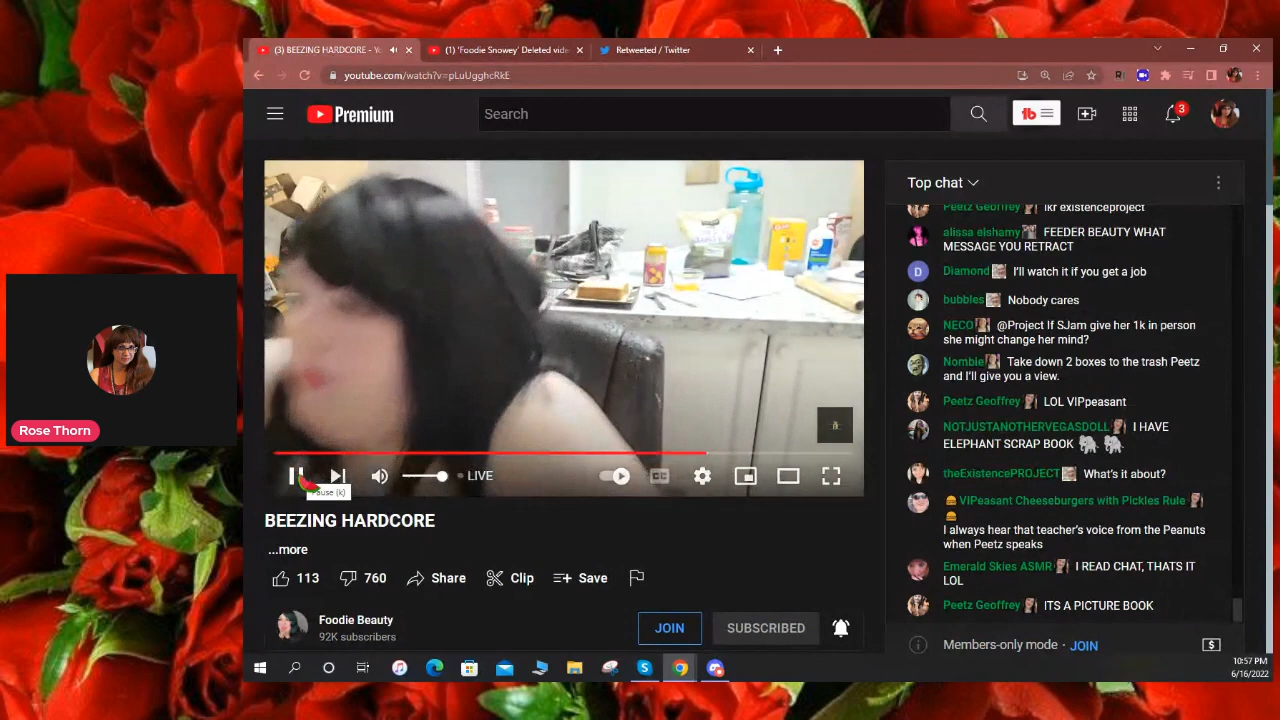 (3) BEEZING HARDCORE - Yo
(1) 'Foodie Snowey' Deleted vide
Retweeted / Twitter
youtube.com/watch?v=pLuUgghcRkE
Premium
Search
3
Top chat
Peetz Geoffrey ikr existenceproject
alissa elshamy FEEDER BEAUTY WHAT
MESSAGE YOU RETRACT
D Diamond I'll watch it if you get a job
bubbles Nobody cares
NECO @Project If SJam give her 1k in person
she might change her mind?
Nombie Take down 2 boxes to the trash Peetz
and I'll give you a view.
Peetz Geoffrey LOL VIPpeasant
NOTJUSTANOTHERVEGASDOLL I HAVE
ELEPHANT SCRAP BOOK
theExistencePROJECT What's it about?
VIPeasant Cheeseburgers with Pickles Rule
I always hear that teacher's voice from the Peanuts
when Peetz speaks
Emerald Skies ASMR I READ CHAT, THATS IT
LOL
Peetz Geoffrey ITS A PICTURE BOOK
Members-only mode · JOIN
Rose Thorn
LIVE
CC
Pause (k)
BEEZING HARDCORE
...more
113 760 Share Clip Save
Foodie Beauty
92K subscribers
JOIN
SUBSCRIBED
10:57 PM
6/16/2022